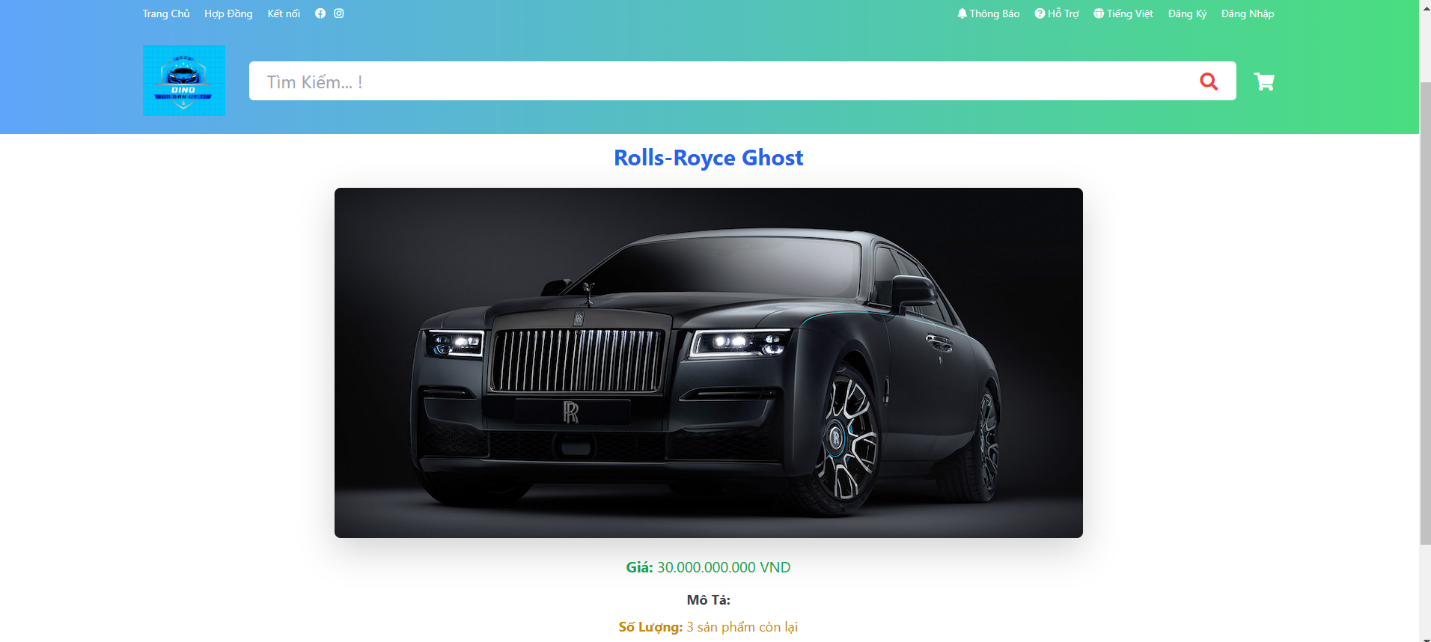 Trang Chủ Hợp Đồng Kết nối Thông Báo Hỗ Trợ Tiếng Việt Đăng Ký Đăng Nhập
DINO
Tìm Kiếm... !
Rolls-Royce Ghost
Giá: 30.000.000.000 VND
Mô Tả:
Số Lượng: 3 sản phẩm còn lại